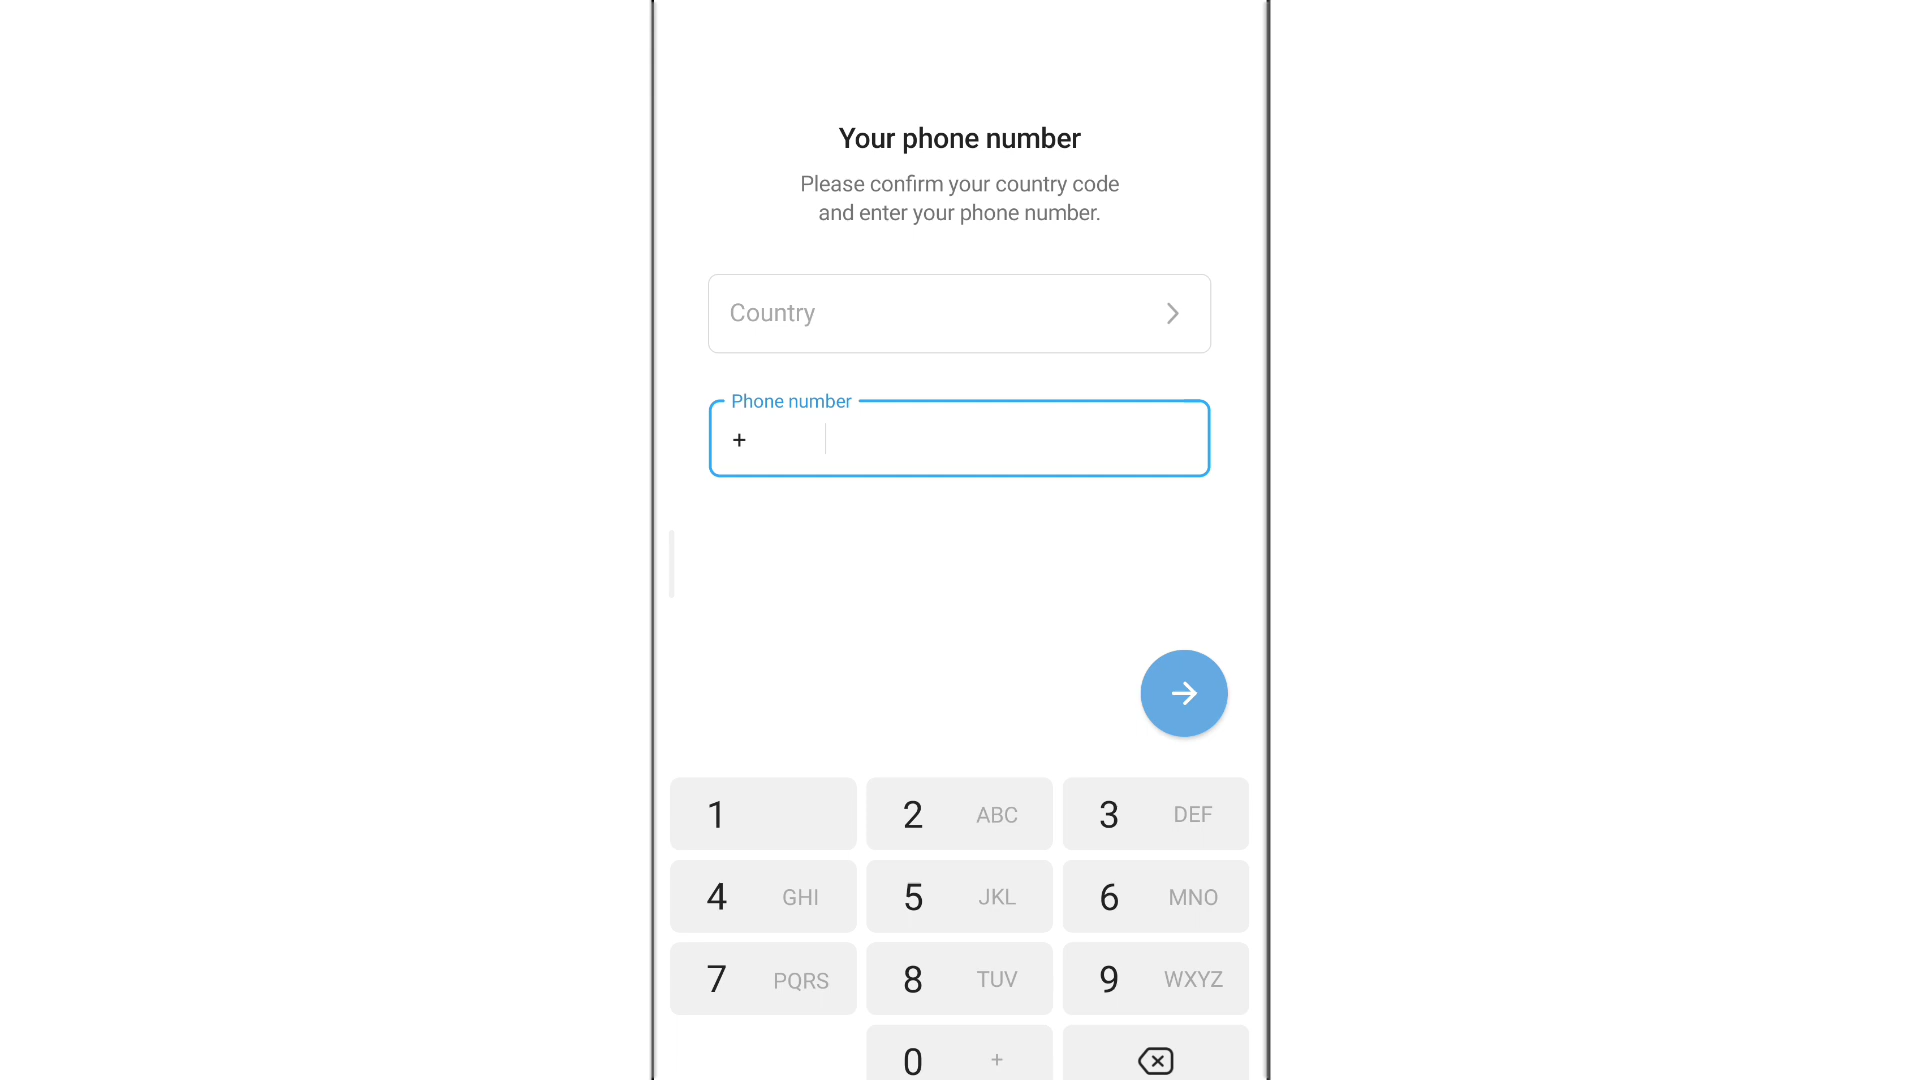 Your phone number
Please confirm your country code
and enter your phone number.
Country
Phone number
+
1
2 ABC
3 DEF
4 GHI
5 JKL
6 MNO
7 PQRS
8 TUV
9 WXYZ
0 +